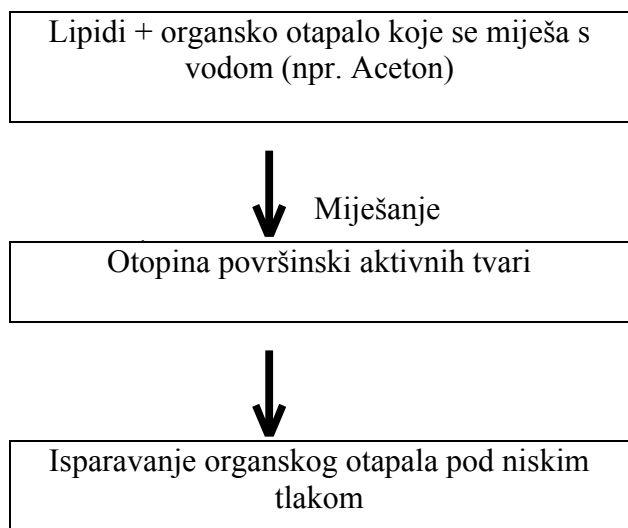 Lipidi + organsko otapalo koje se miješa s
vodom (npr. Aceton)
Miješanje
Otopina površinski aktivnih tvari
Isparavanje organskog otapala pod niskim
tlakom